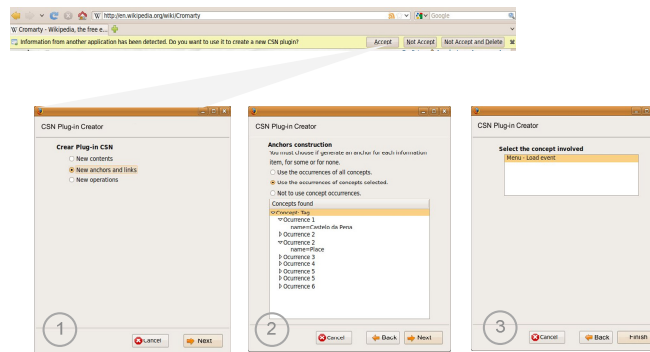 http://en.wikipedia.org/wiki/Cromarty
Google
W Cromarty - Wikipedia, the free e...
Information from another application has been detected. Do you want to use it to create a new CSN plugin? Accept Not Accept Not Accept and Delete
CSN Plug-in Creator
Crear Plug-in CSN
New contents
New anchors and links
New operations
1
Cancel Next
CSN Plug-in Creator
Anchors construction
You must choose if generate an anchor for each information
item, for some or for none.
Use the occurrences of all concepts.
Use the occurrences of concepts selected.
Not to use concept occurrences.
Concepts found
Concept: Tag
Ocurrence 1
name=Castelo da Pena
Ocurrence 2
Ocurrence 2
name=Place
Ocurrence 3
Ocurrence 4
Ocurrence 5
Ocurrence 5
Ocurrence 6
2
Cancel Back Next
CSN Plug-in Creator
Select the concept involved
Menu - Load event
3
Cancel Back Finish